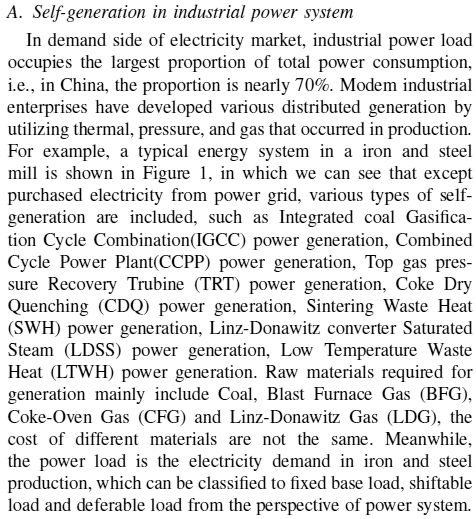 A. Self-generation in industrial power system
In demand side of electricity market, industrial power load
occupies the largest proportion of total power consumption,
i.e., in China, the proportion is nearly 70%. Modem industrial
enterprises have developed various distributed generation by
utilizing thermal, pressure, and gas that occurred in production.
For example, a typical energy system in a iron and steel
mill is shown in Figure 1, in which we can see that except
purchased electricity from power grid, various types of self-
generation are included, such as Integrated coal Gasifica-
tion Cycle Combination(IGCC) power generation, Combined
Cycle Power Plant(CCPP) power generation, Top gas pres-
sure Recovery Trubine (TRT) power generation, Coke Dry
Quenching (CDQ) power generation, Sintering Waste Heat
(SWH) power generation, Linz-Donawitz converter Saturated
Steam (LDSS) power generation, Low Temperature Waste
Heat (LTWH) power generation. Raw materials required for
generation mainly include Coal, Blast Furnace Gas (BFG),
Coke-Oven Gas (CFG) and Linz-Donawitz Gas (LDG), the
cost of different materials are not the same. Meanwhile,
the power load is the electricity demand in iron and steel
production, which can be classified to fixed base load, shiftable
load and deferable load from the perspective of power system.